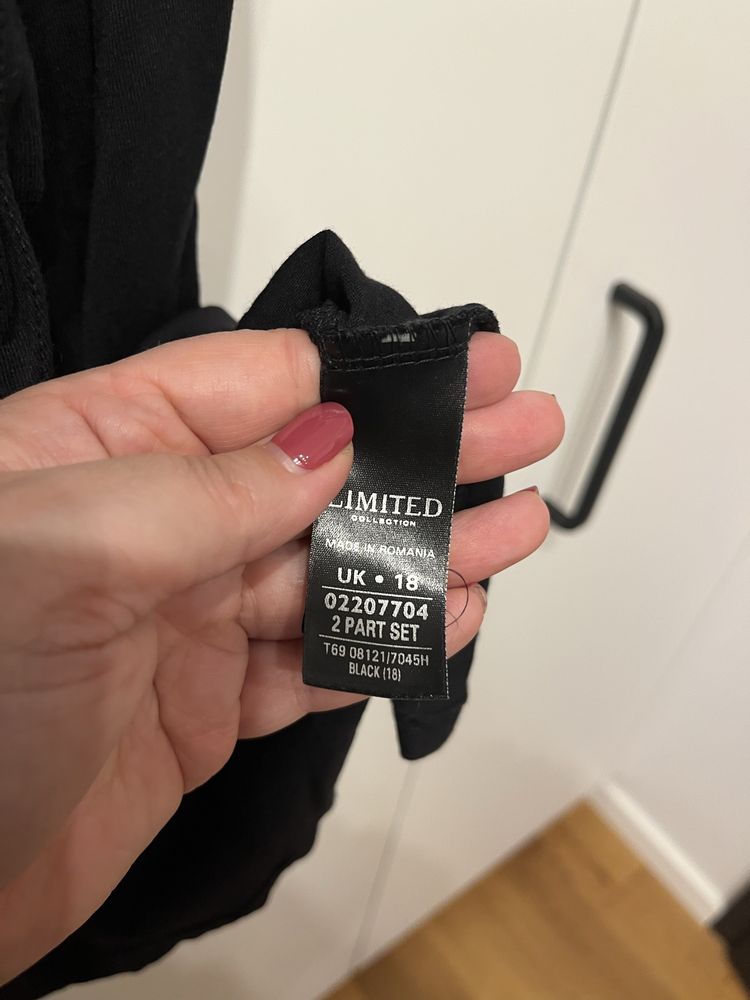 LIMITED
COLLECTION
MADE IN ROMANIA
UK • 18
02207704
2 PART SET
T69 08121/7045H
BLACK (18)